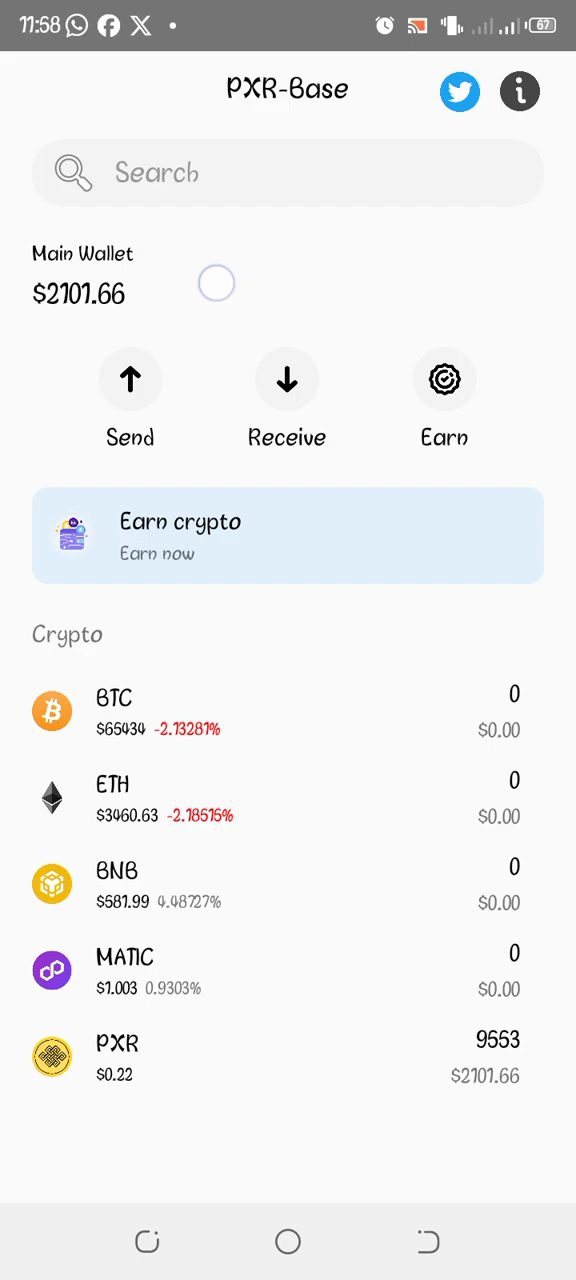 11:58 67
PXR-Base
Search
Main Wallet
$2101.66
Send Receive Earn
Earn crypto
Earn now
Crypto
BTC 0
$65434 -2.13281% $0.00
ETH 0
$3460.63 -2.18515% $0.00
BNB 0
$581.99 4.48727% $0.00
MATIC 0
$1.003 0.9303% $0.00
PXR 9553
$0.22 $2101.66